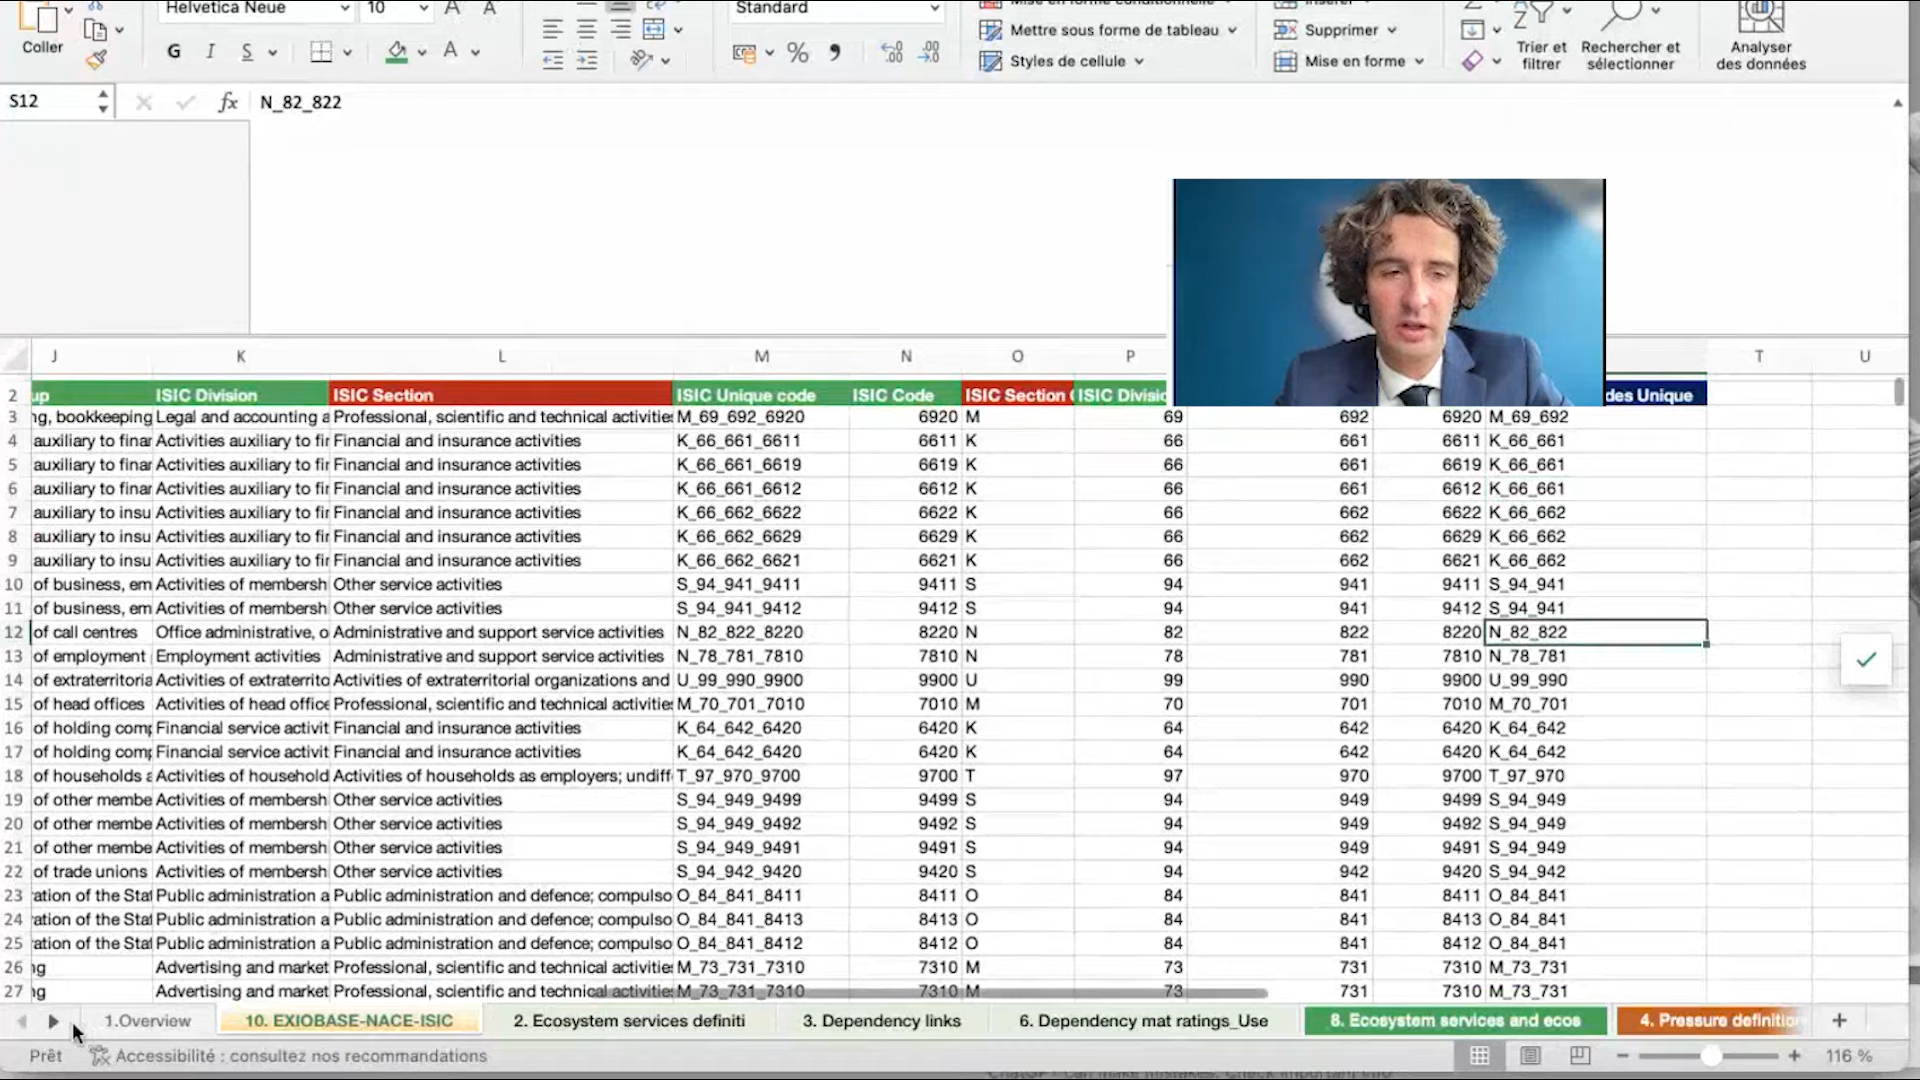 Coller
Helvetica Neue 10
G I S A
Standard
% 
Mettre sous forme de tableau
Styles de cellule
Supprimer
Mise en forme
Trier et filtrer
Rechercher et sélectionner
Analyser des données
S12 fx N_82_822
J K L M N O P T U
2 up ISIC Division ISIC Section ISIC Unique code ISIC Code ISIC Section ISIC Divisio des Unique
3 ng, bookkeeping Legal and accounting a Professional, scientific and technical activities M_69_692_6920 6920 M 69 692 6920 M_69_692
4 auxiliary to finar Activities auxiliary to fir Financial and insurance activities K_66_661_6611 6611 K 66 661 6611 K_66_661
5 auxiliary to finar Activities auxiliary to fir Financial and insurance activities K_66_661_6619 6619 K 66 661 6619 K_66_661
6 auxiliary to finar Activities auxiliary to fir Financial and insurance activities K_66_661_6612 6612 K 66 661 6612 K_66_661
7 auxiliary to insu Activities auxiliary to fir Financial and insurance activities K_66_662_6622 6622 K 66 662 6622 K_66_662
8 auxiliary to insu Activities auxiliary to fir Financial and insurance activities K_66_662_6629 6629 K 66 662 6629 K_66_662
9 auxiliary to insu Activities auxiliary to fir Financial and insurance activities K_66_662_6621 6621 K 66 662 6621 K_66_662
10 of business, em Activities of membersh Other service activities S_94_941_9411 9411 S 94 941 9411 S_94_941
11 of business, em Activities of membersh Other service activities S_94_941_9412 9412 S 94 941 9412 S_94_941
12 of call centres Office administrative, o Administrative and support service activities N_82_822_8220 8220 N 82 822 8220 N_82_822
13 of employment Employment activities Administrative and support service activities N_78_781_7810 7810 N 78 781 7810 N_78_781
14 of extraterritoria Activities of extraterrito Activities of extraterritorial organizations and U_99_990_9900 9900 U 99 990 9900 U_99_990
15 of head offices Activities of head office Professional, scientific and technical activities M_70_701_7010 7010 M 70 701 7010 M_70_701
16 of holding comp Financial service activit Financial and insurance activities K_64_642_6420 6420 K 64 642 6420 K_64_642
17 of holding comp Financial service activit Financial and insurance activities K_64_642_6420 6420 K 64 642 6420 K_64_642
18 of households a Activities of household Activities of households as employers; undiff T_97_970_9700 9700 T 97 970 9700 T_97_970
19 of other membe Activities of membersh Other service activities S_94_949_9499 9499 S 94 949 9499 S_94_949
20 of other membe Activities of membersh Other service activities S_94_949_9492 9492 S 94 949 9492 S_94_949
21 of other membe Activities of membersh Other service activities S_94_949_9491 9491 S 94 949 9491 S_94_949
22 of trade unions Activities of membersh Other service activities S_94_942_9420 9420 S 94 942 9420 S_94_942
23 ration of the Stat Public administration a Public administration and defence; compulso O_84_841_8411 8411 O 84 841 8411 O_84_841
24 ration of the Stat Public administration a Public administration and defence; compulso O_84_841_8413 8413 O 84 841 8413 O_84_841
25 ration of the Stat Public administration a Public administration and defence; compulso O_84_841_8412 8412 O 84 841 8412 O_84_841
26 ng Advertising and market Professional, scientific and technical activities M_73_731_7310 7310 M 73 731 7310 M_73_731
27 ng Advertising and market Professional, scientific and technical activities M_73_731_7310 7310 M 73 731 7310 M_73_731
1.Overview 10. EXIOBASE-NACE-ISIC 2. Ecosystem services definiti 3. Dependency links 6. Dependency mat ratings_Use 8. Ecosystem services and ecos 4. Pressure definition +
Prêt Accessibilité : consultez nos recommandations − + 116 %